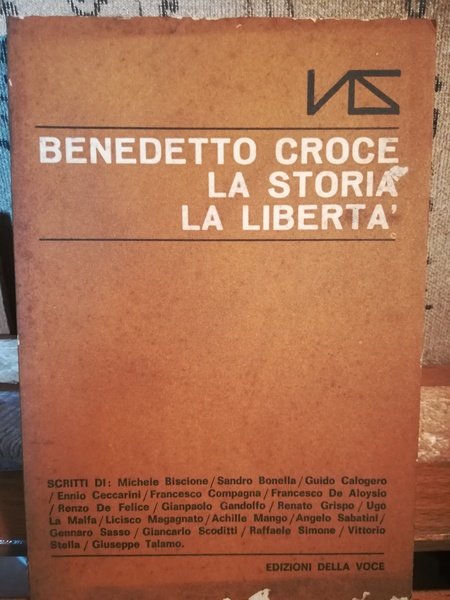 BENEDETTO CROCE
LA STORIA
LA LIBERTA'
SCRITTI DI: Michele Biscione/Sandro Bonella/Guido Calogero
/Ennio Ceccarini/Francesco Compagna/Francesco De Aloysio
/Renzo De Felice/Gianpaolo Gandolfo/Renato Grispo/Ugo
La Malfa/Licisco Magagnato/Achille Mango/Angelo Sabatini/
Gennaro Sasso/Giancarlo Scoditti/Raffaele Simone/Vittorio
Stella/Giuseppe Talamo.
EDIZIONI DELLA VOCE